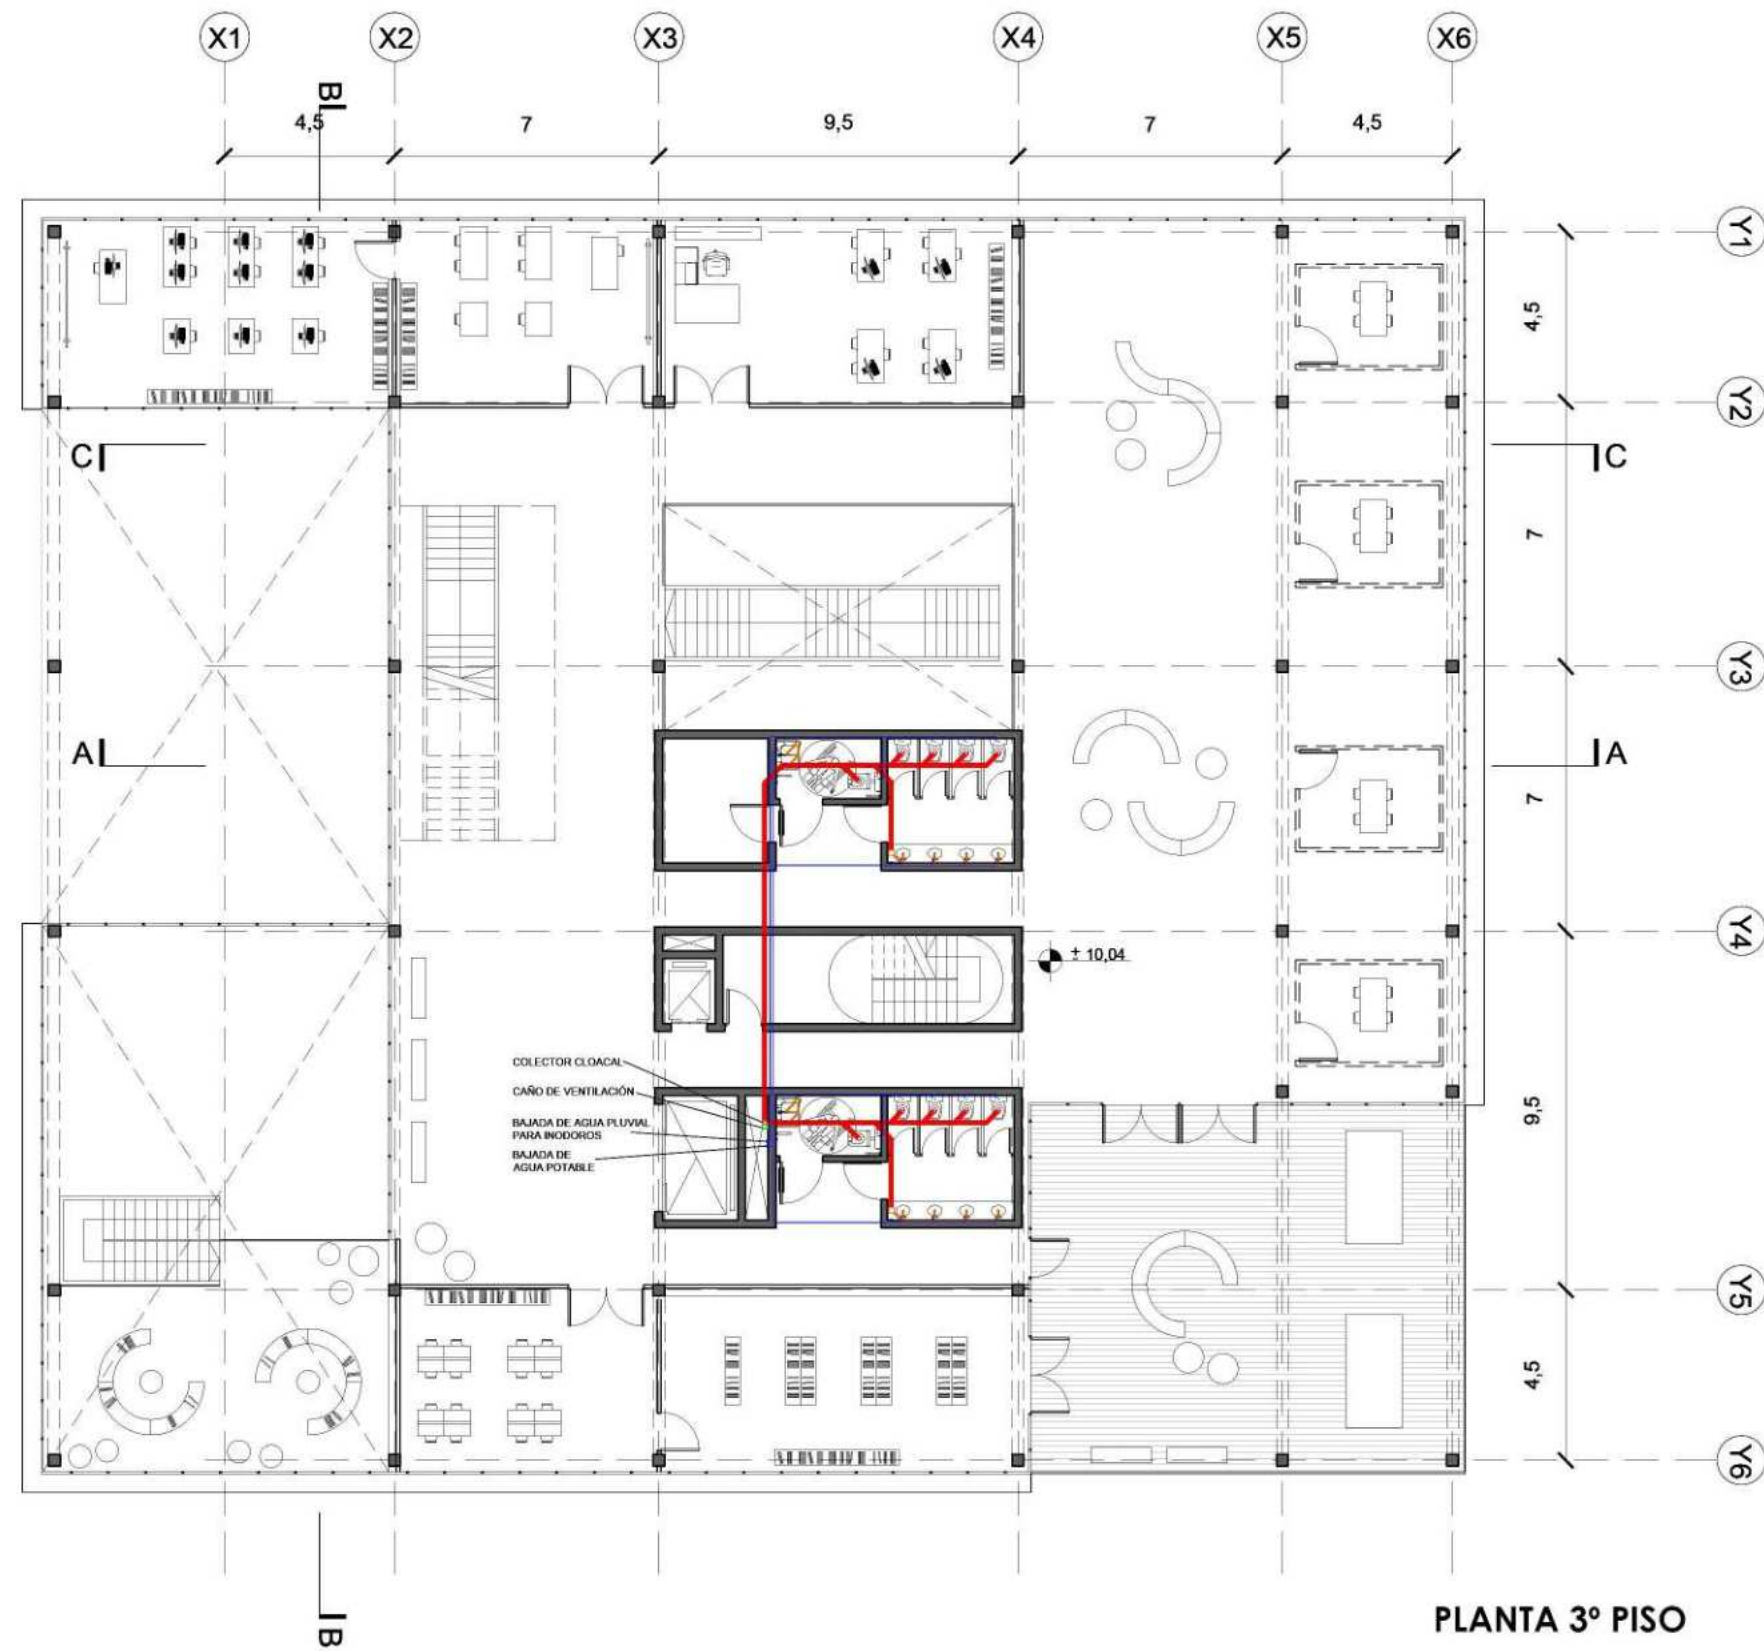 X1 X2 X3 X4 X5 X6
B
4,5 7 9,5 7 4,5
Y1
4,5
Y2
C C
7
Y3
A A
7
Y4
± 10,04
COLECTOR CLOACAL
CAÑO DE VENTILACIÓN
BAJADA DE AGUA PLUVIAL
PARA INODOROS
BAJADA DE
AGUA POTABLE
9,5
Y5
4,5
Y6
B
PLANTA 3º PISO